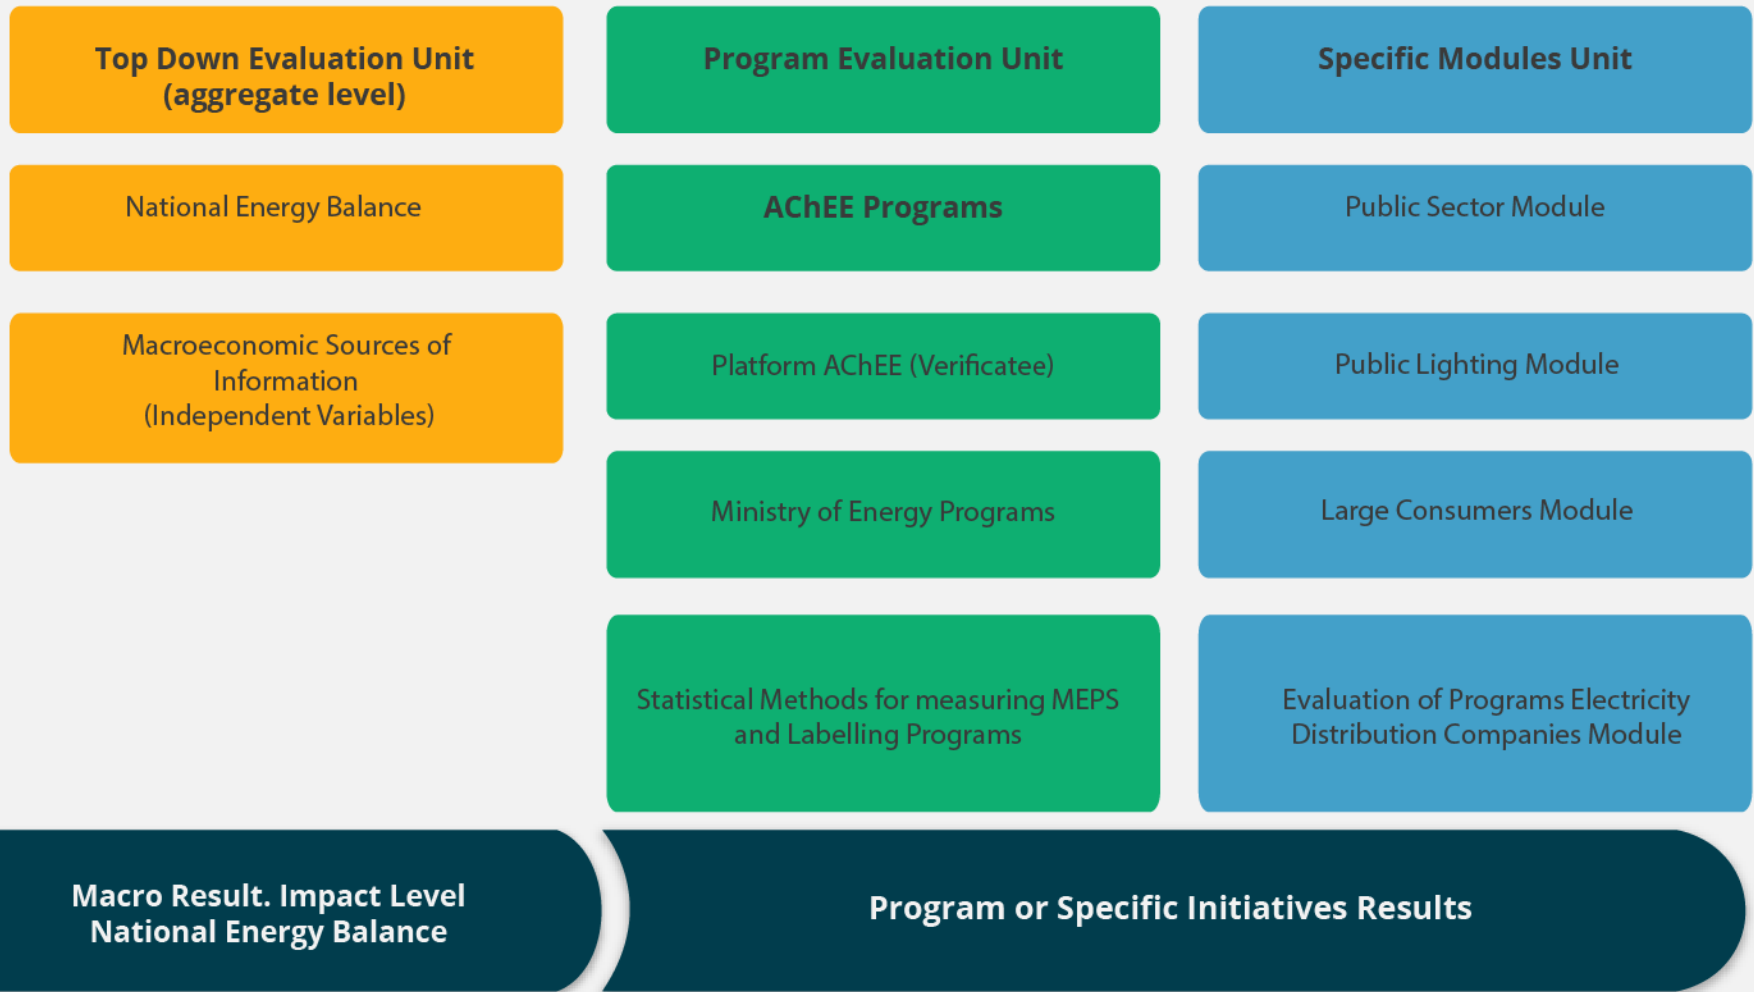 Top Down Evaluation Unit
(aggregate level)
National Energy Balance
Macroeconomic Sources of
Information
(Independent Variables)
Program Evaluation Unit
AChEE Programs
Platform AChEE (Verificatee)
Ministry of Energy Programs
Statistical Methods for measuring MEPS
and Labelling Programs
Specific Modules Unit
Public Sector Module
Public Lighting Module
Large Consumers Module
Evaluation of Programs Electricity
Distribution Companies Module
Macro Result. Impact Level
National Energy Balance
Program or Specific Initiatives Results